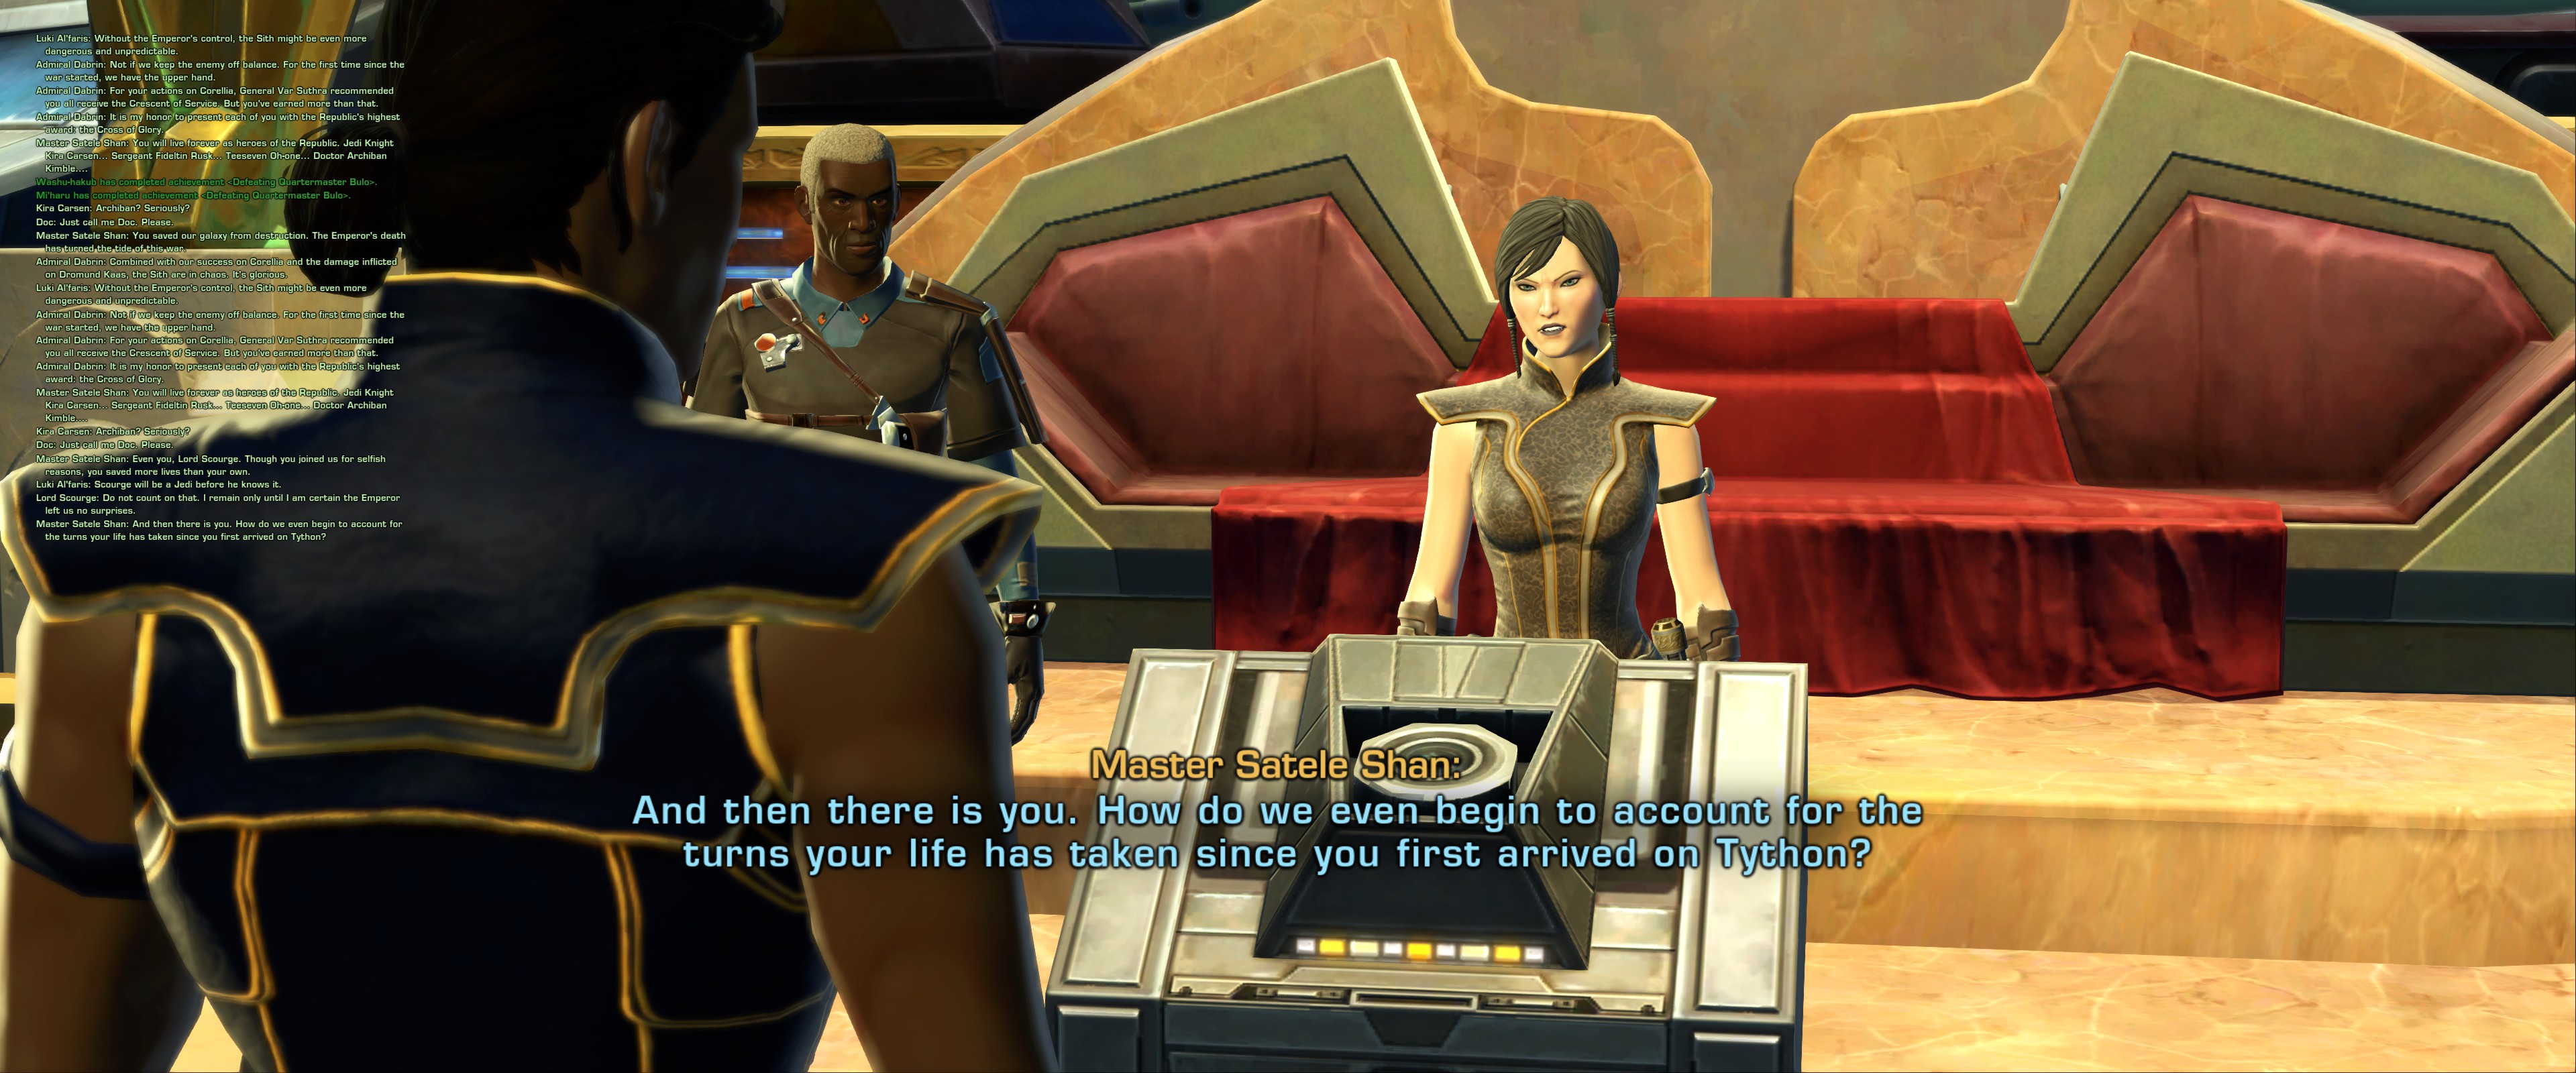 Luki Al'faris: Without the Emperor's control, the Sith might be even more
dangerous and unpredictable.
Admiral Dabrin: Not if we keep the enemy off balance. For the first time since the
war started, we have the upper hand.
Admiral Dabrin: For your actions on Corellia, General Var Suthra recommended
you all receive the Crescent of Service. But you've earned more than that.
Admiral Dabrin: It is my honor to present each of you with the Republic's highest
award: the Cross of Glory.
Master Satele Shan: You will live forever as heroes of the Republic. Jedi Knight
Kira Carsen... Sergeant Fideltin Rusk... Teeseven Oh-one... Doctor Archiban
Kimble....
Washu-hakub has completed achievement <Defeating Quartermaster Bulo>.
Mi'haru has completed achievement <Defeating Quartermaster Bulo>.
Kira Carsen: Archiban? Seriously?
Doc: Just call me Doc. Please.
Master Satele Shan: You saved our galaxy from destruction. The Emperor's death
has turned the tide of this war.
Admiral Dabrin: Combined with our success on Corellia and the damage inflicted
on Dromund Kaas, the Sith are in chaos. It's glorious.
Luki Al'faris: Without the Emperor's control, the Sith might be even more
dangerous and unpredictable.
Admiral Dabrin: Not if we keep the enemy off balance. For the first time since the
war started, we have the upper hand.
Admiral Dabrin: For your actions on Corellia, General Var Suthra recommended
you all receive the Crescent of Service. But you've earned more than that.
Admiral Dabrin: It is my honor to present each of you with the Republic's highest
award: the Cross of Glory.
Master Satele Shan: You will live forever as heroes of the Republic. Jedi Knight
Kira Carsen... Sergeant Fideltin Rusk... Teeseven Oh-one... Doctor Archiban
Kimble....
Kira Carsen: Archiban? Seriously?
Doc: Just call me Doc. Please.
Master Satele Shan: Even you, Lord Scourge. Though you joined us for selfish
reasons, you saved more lives than your own.
Luki Al'faris: Scourge will be a Jedi before he knows it.
Lord Scourge: Do not count on that. I remain only until I am certain the Emperor
left us no surprises.
Master Satele Shan: And then there is you. How do we even begin to account for
the turns your life has taken since you first arrived on Tython?
Master Satele Shan:
And then there is you. How do we even begin to account for the
turns your life has taken since you first arrived on Tython?